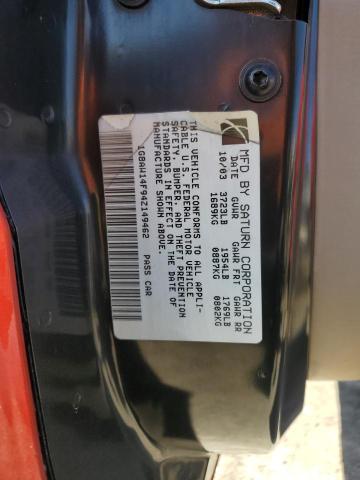 MFD BY SATURN CORPORATION
DATE GVWR GAWR FRT GAWR RR
10/03 3723LB 1954LB 1769LB
1689KG 0887KG 0802KG
THIS VEHICLE CONFORMS TO ALL APPLI-
CABLE U.S. FEDERAL MOTOR VEHICLE
SAFETY, BUMPER, AND THEFT PREVENTION
STANDARDS IN EFFECT ON THE DATE OF
MANUFACTURE SHOWN ABOVE.
1G8AW14F94Z149462 PASS CAR